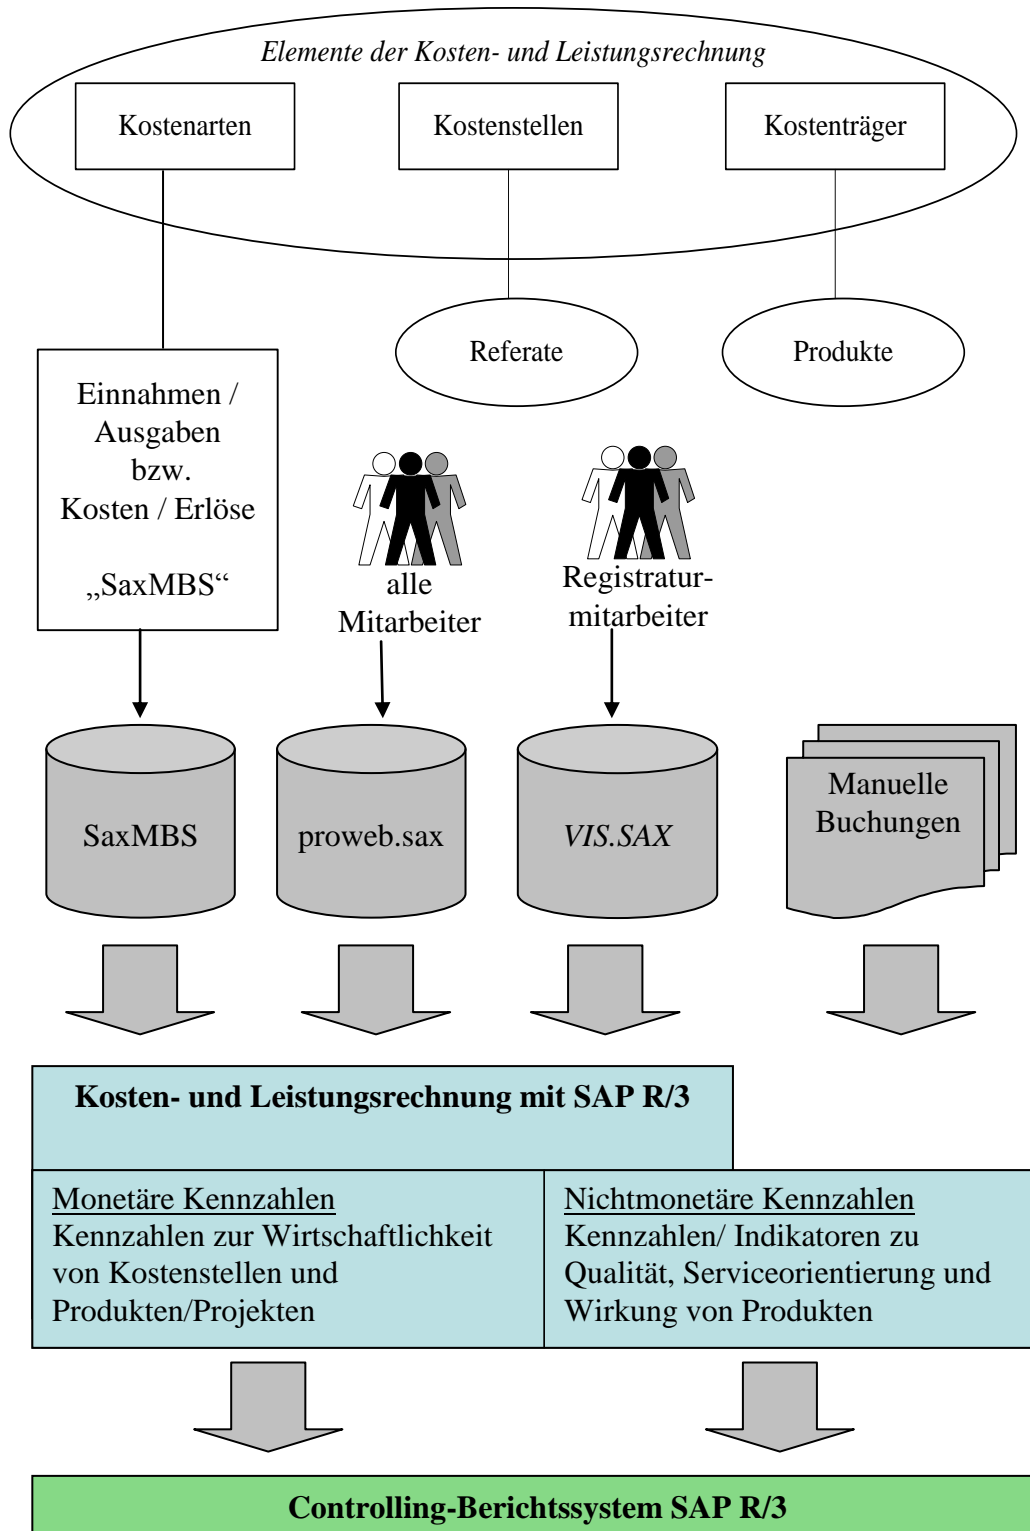 Elemente der Kosten- und Leistungsrechnung
Kostenarten
Kostenstellen
Kostenträger
Referate
Produkte
Einnahmen /
Ausgaben
bzw.
Kosten / Erlöse
„SaxMBS“
alle
Mitarbeiter
Registratur-
mitarbeiter
SaxMBS
proweb.sax
VIS.SAX
Manuelle
Buchungen
Kosten- und Leistungsrechnung mit SAP R/3
Monetäre Kennzahlen
Kennzahlen zur Wirtschaftlichkeit
von Kostenstellen und
Produkten/Projekten
Nichtmonetäre Kennzahlen
Kennzahlen/ Indikatoren zu
Qualität, Serviceorientierung und
Wirkung von Produkten
Controlling-Berichtssystem SAP R/3